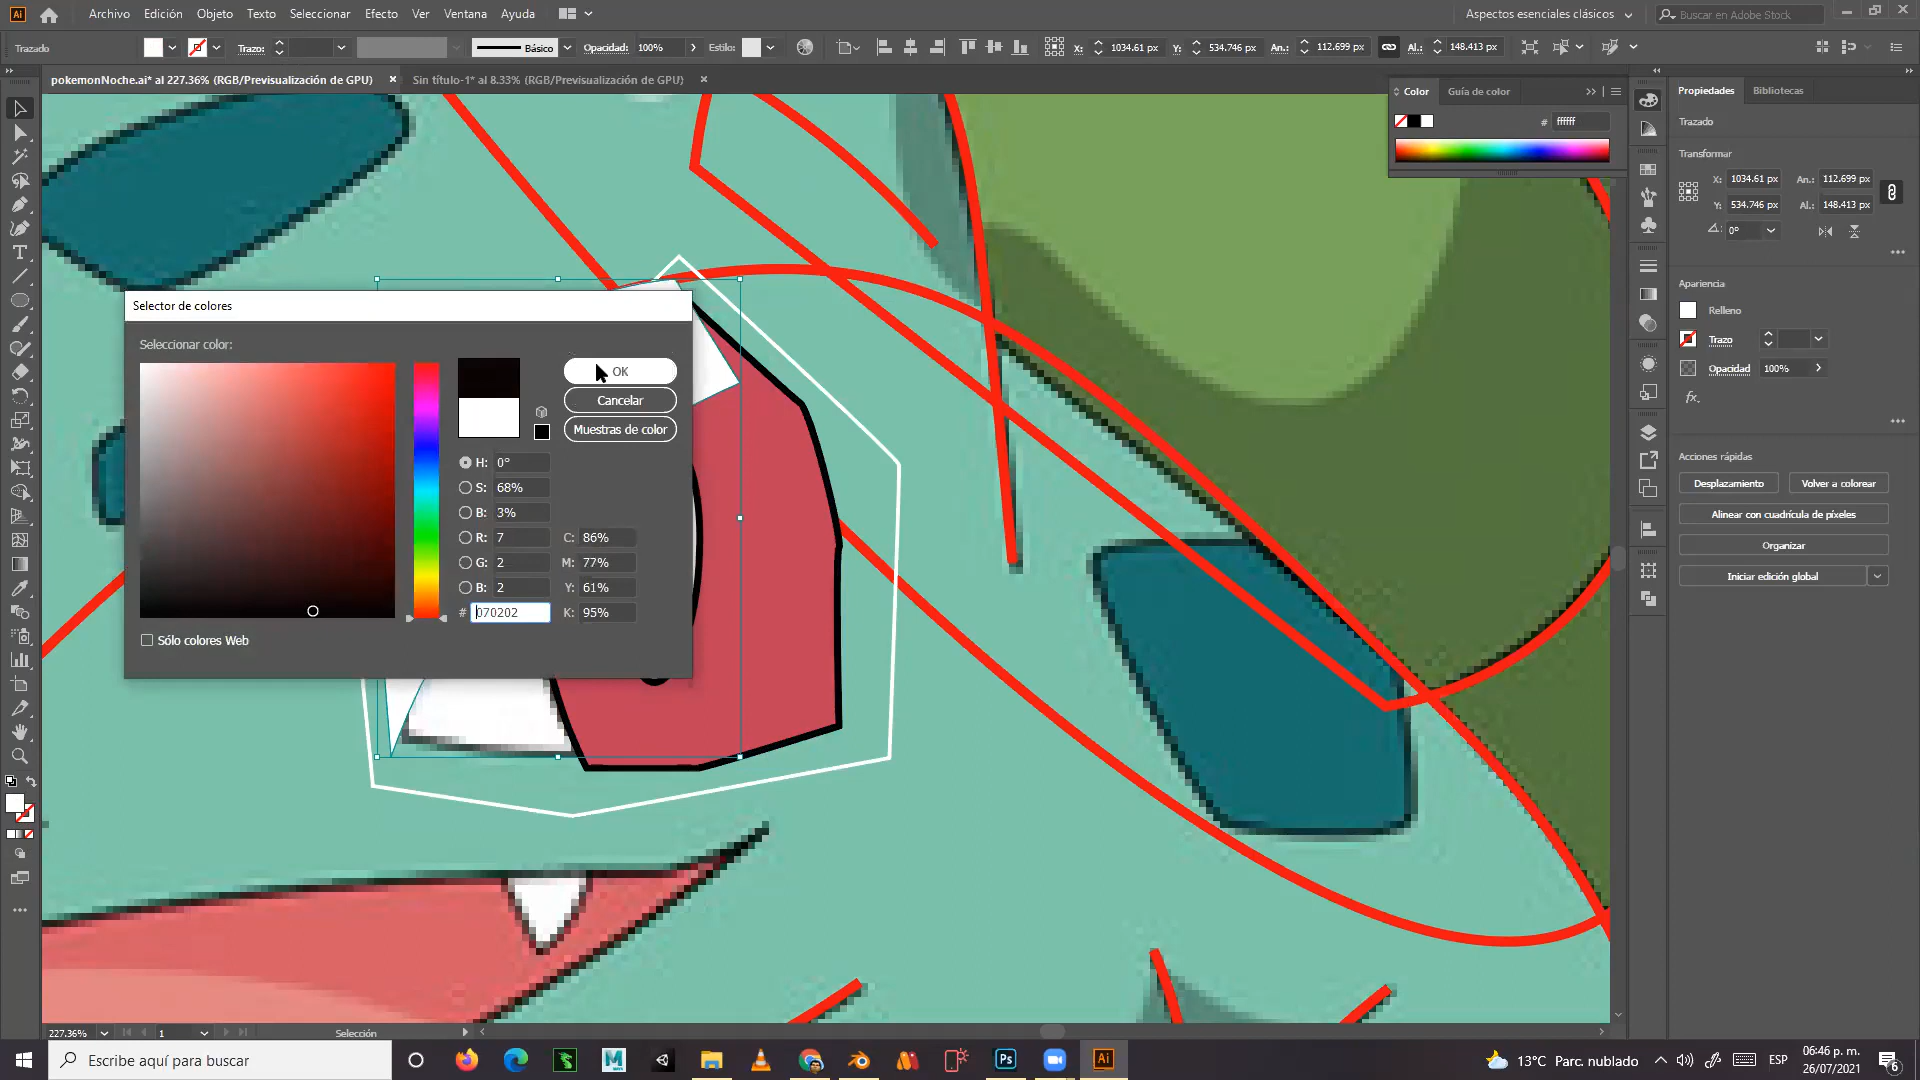 Ai Archivo Edición Objeto Texto Seleccionar Efecto Ver Ventana Ayuda Aspectos esenciales clásicos Buscar en Adobe Stock
Trazado Trazo: Básico Opacidad: 100% Estilo: X: 1034.61 px Y: 534.746 px An.: 112.699 px Al.: 148.413 px
pokemonNoche.ai* al 227.36% (RGB/Previsualización de GPU) Sin título-1* al 8.33% (RGB/Previsualización de GPU)
Color Guía de color
# ffffff
Propiedades Bibliotecas
Trazado
Transformar
X: 1034.61 px An.: 112.699 px
Y: 534.746 px Al.: 148.413 px
0°
Apariencia
Relleno
Trazo
Opacidad 100%
fx.
Acciones rápidas
Desplazamiento Volver a colorear
Alinear con cuadrícula de píxeles
Organizar
Iniciar edición global
Selector de colores
Seleccionar color:
OK
Cancelar
Muestras de color
H: 0°
S: 68%
B: 3%
R: 7 C: 86%
G: 2 M: 77%
B: 2 Y: 61%
# 070202 K: 95%
Sólo colores Web
227.36% 1 Selección
Escribe aquí para buscar
Ps Ai
13°C Parc. nublado ESP
06:46 p. m.
26/07/2021
6